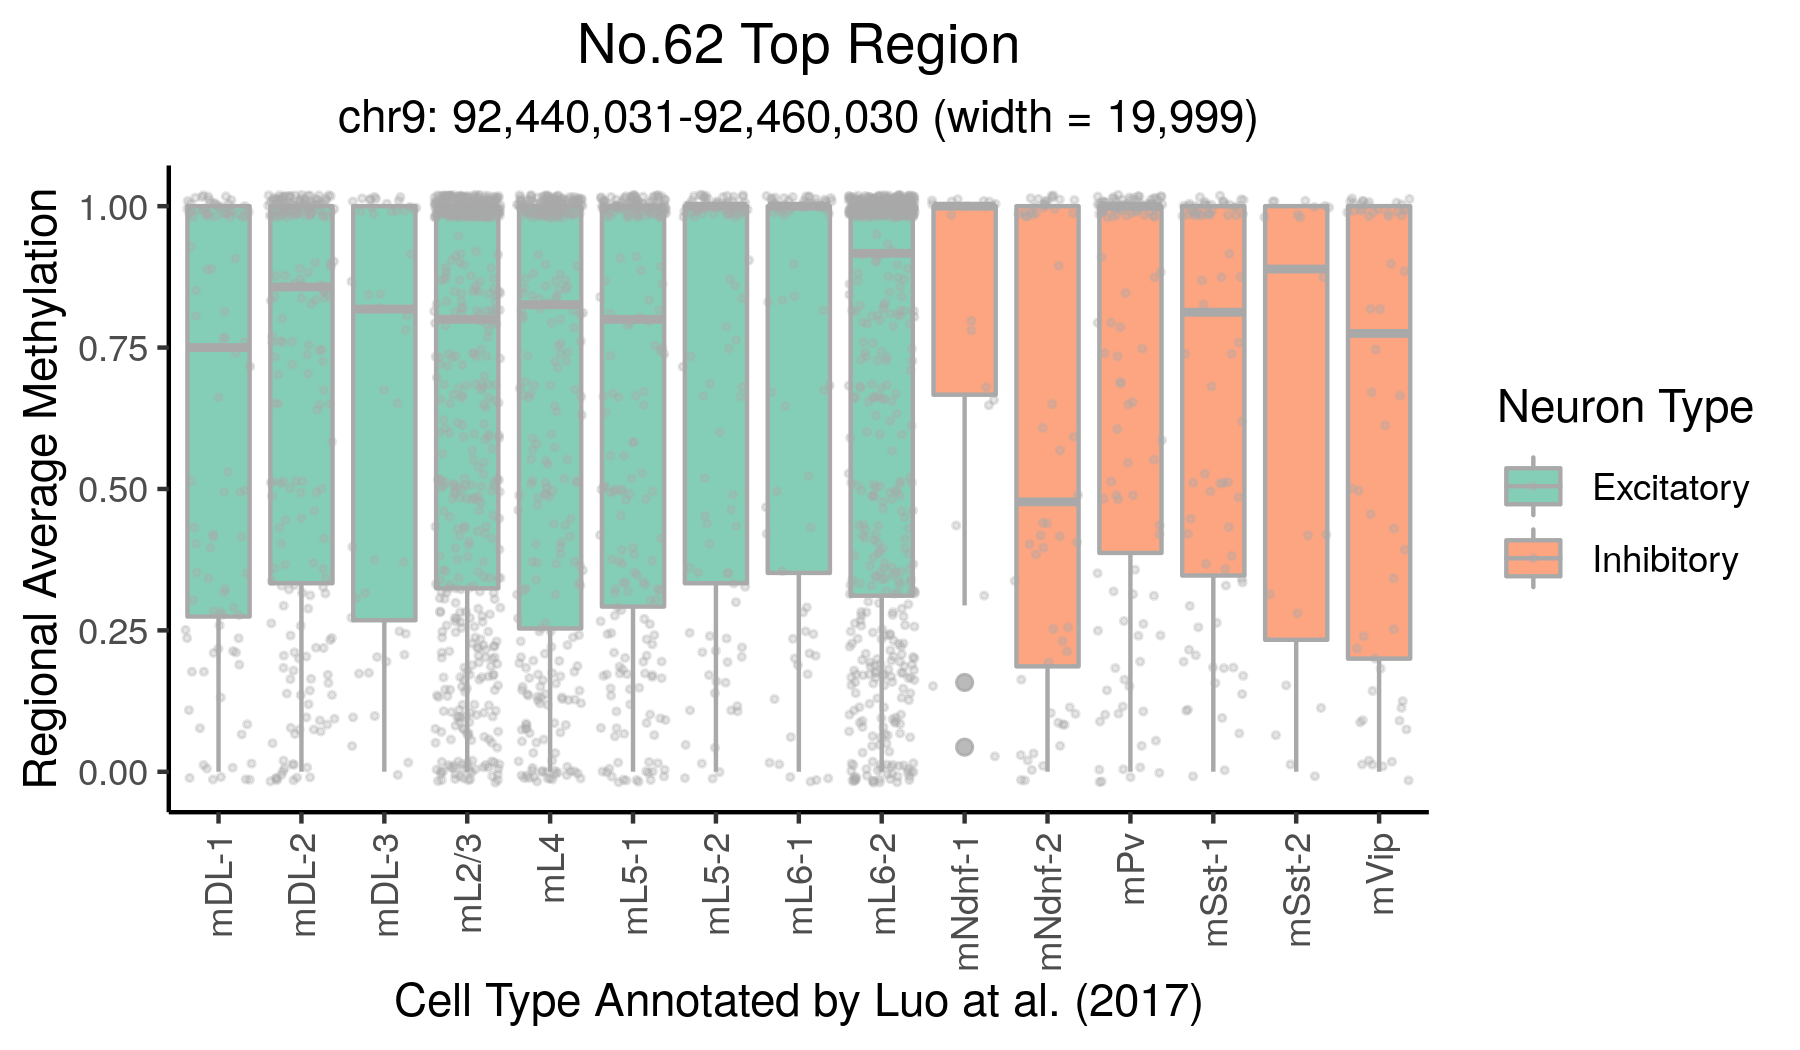 No.62 Top Region
chr9: 92,440,031-92,460,030 (width = 19,999)
Regional Average Methylation
1.00
0.75
0.50
0.25
0.00
mDL-1
mDL-2
mDL-3
mL2/3
mL4
mL5-1
mL5-2
mL6-1
mL6-2
mNdnf-1
mNdnf-2
mPv
mSst-1
mSst-2
mVip
Cell Type Annotated by Luo at al. (2017)
Neuron Type
Excitatory
Inhibitory